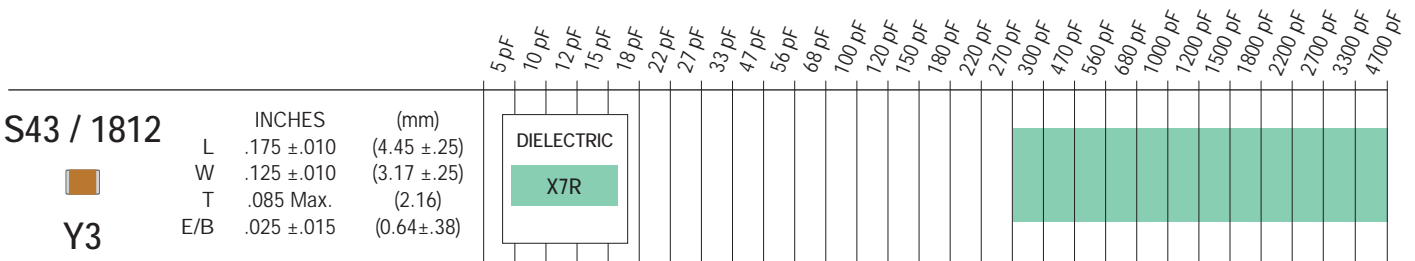 5 pF 10 pF 12 pF 15 pF 18 pF 22 pF 27 pF 33 pF 47 pF 56 pF 68 pF 100 pF 120 pF 150 pF 180 pF 220 pF 270 pF 300 pF 470 pF 560 pF 680 pF 1000 pF 1200 pF 1500 pF 1800 pF 2200 pF 2700 pF 3300 pF 4700 pF
S43 / 1812
Y3
INCHES (mm)
L .175 ±.010 (4.45 ±.25)
W .125 ±.010 (3.17 ±.25)
T .085 Max. (2.16)
E/B .025 ±.015 (0.64±.38)
DIELECTRIC
X7R